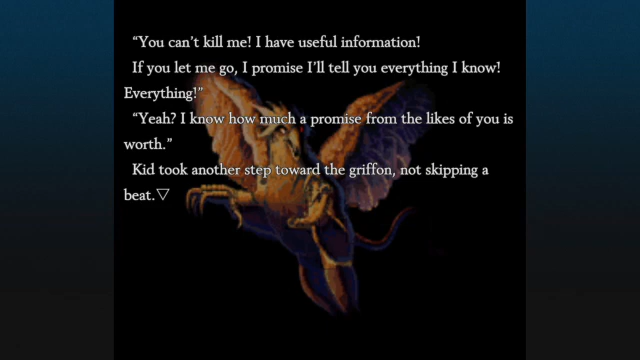 “You can’t kill me! I have useful information!
If you let me go, I promise I’ll tell you everything I know!
Everything!”
“Yeah? I know how much a promise from the likes of you is
worth.”
Kid took another step toward the griffon, not skipping a
beat.▽